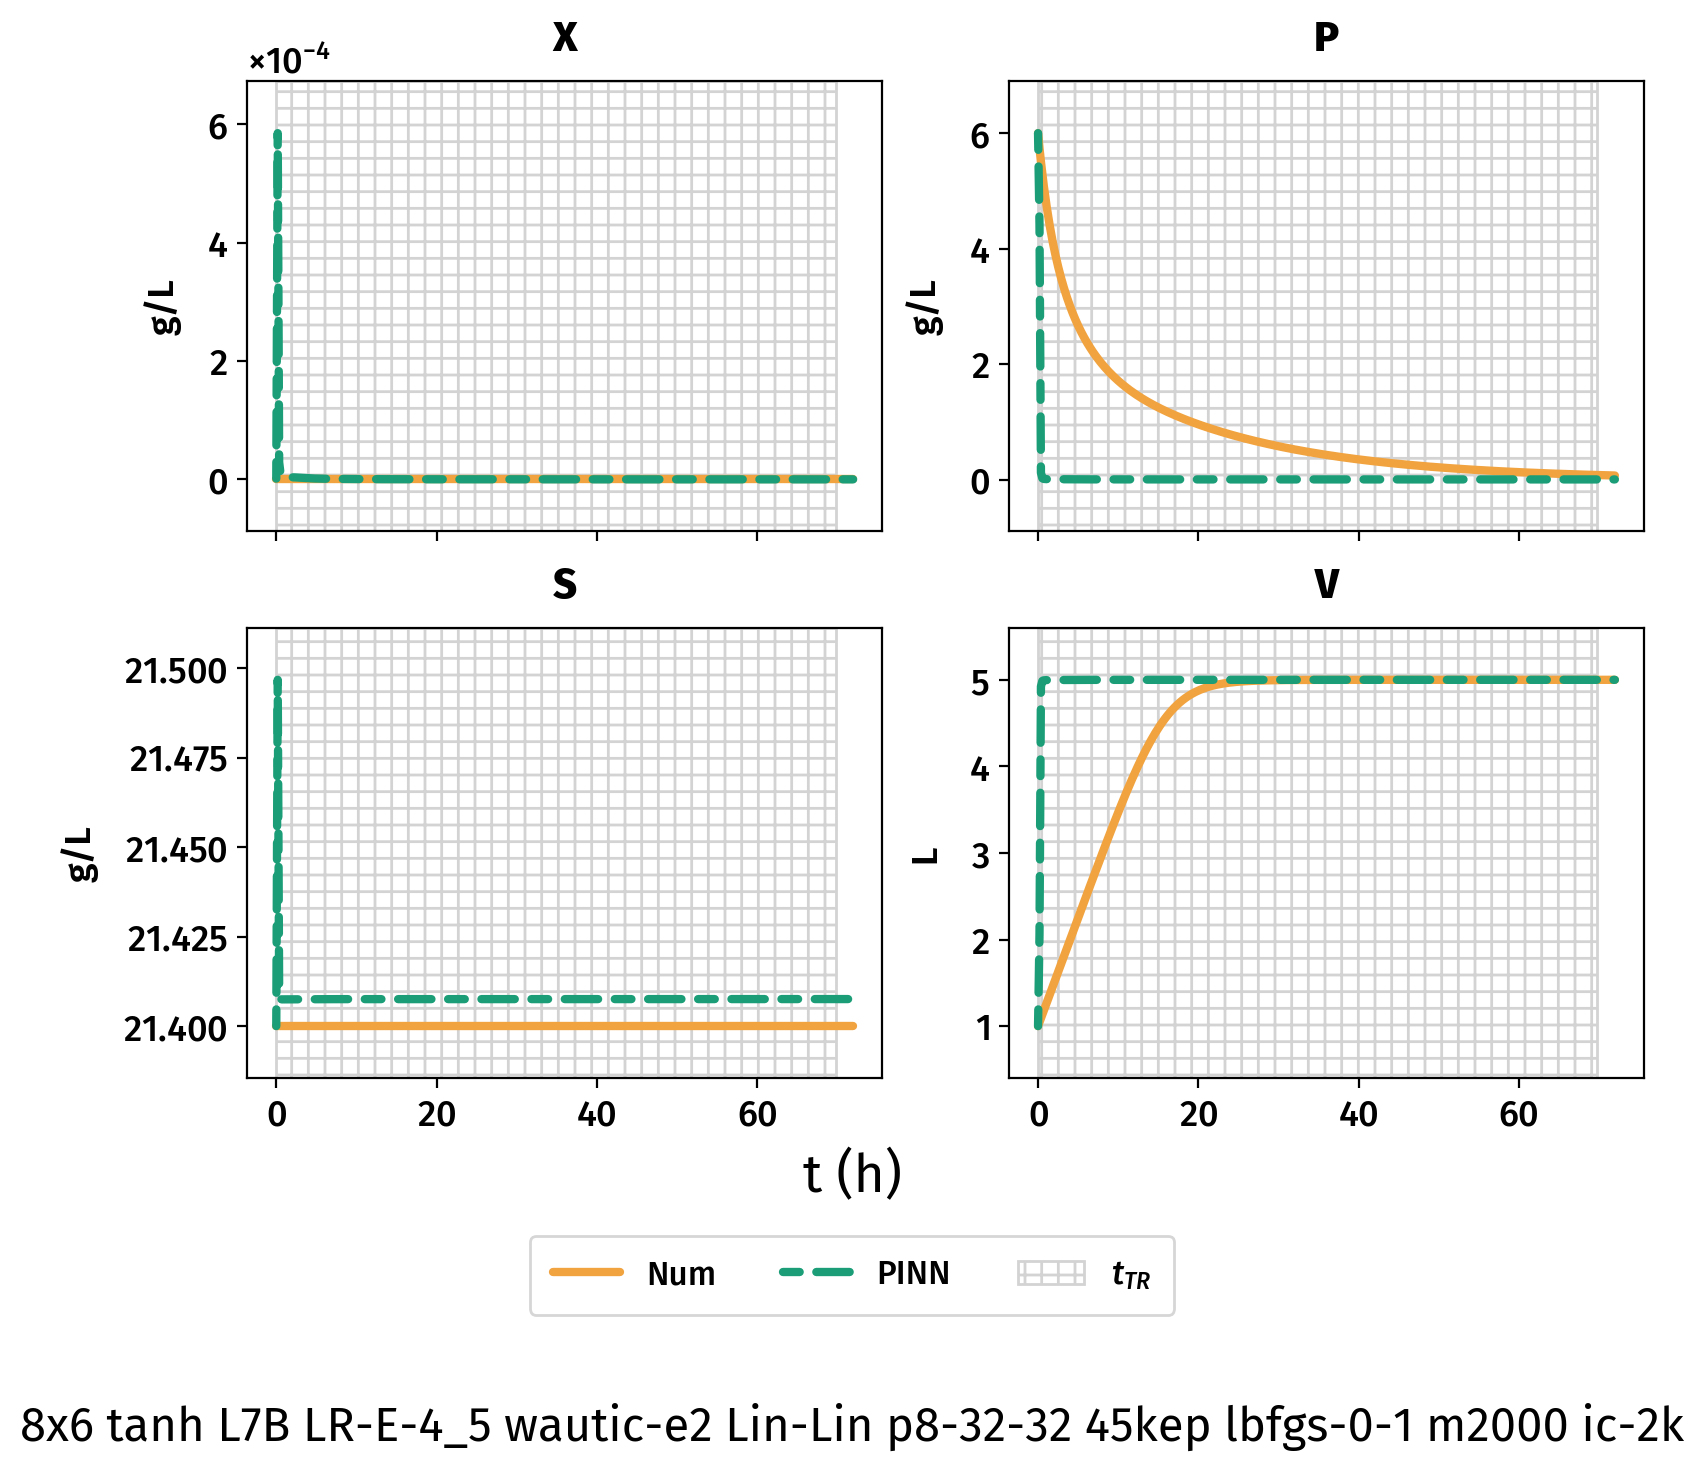 X
×10⁻⁴
6
4
2
0
g/L
P
6
4
2
0
g/L
S
21.500
21.475
21.450
21.425
21.400
g/L
0 20 40 60
V
5
4
3
2
1
L
0 20 40 60
t (h)
Num PINN t_TR
8x6 tanh L7B LR-E-4_5 wautic-e2 Lin-Lin p8-32-32 45kep lbfgs-0-1 m2000 ic-2k